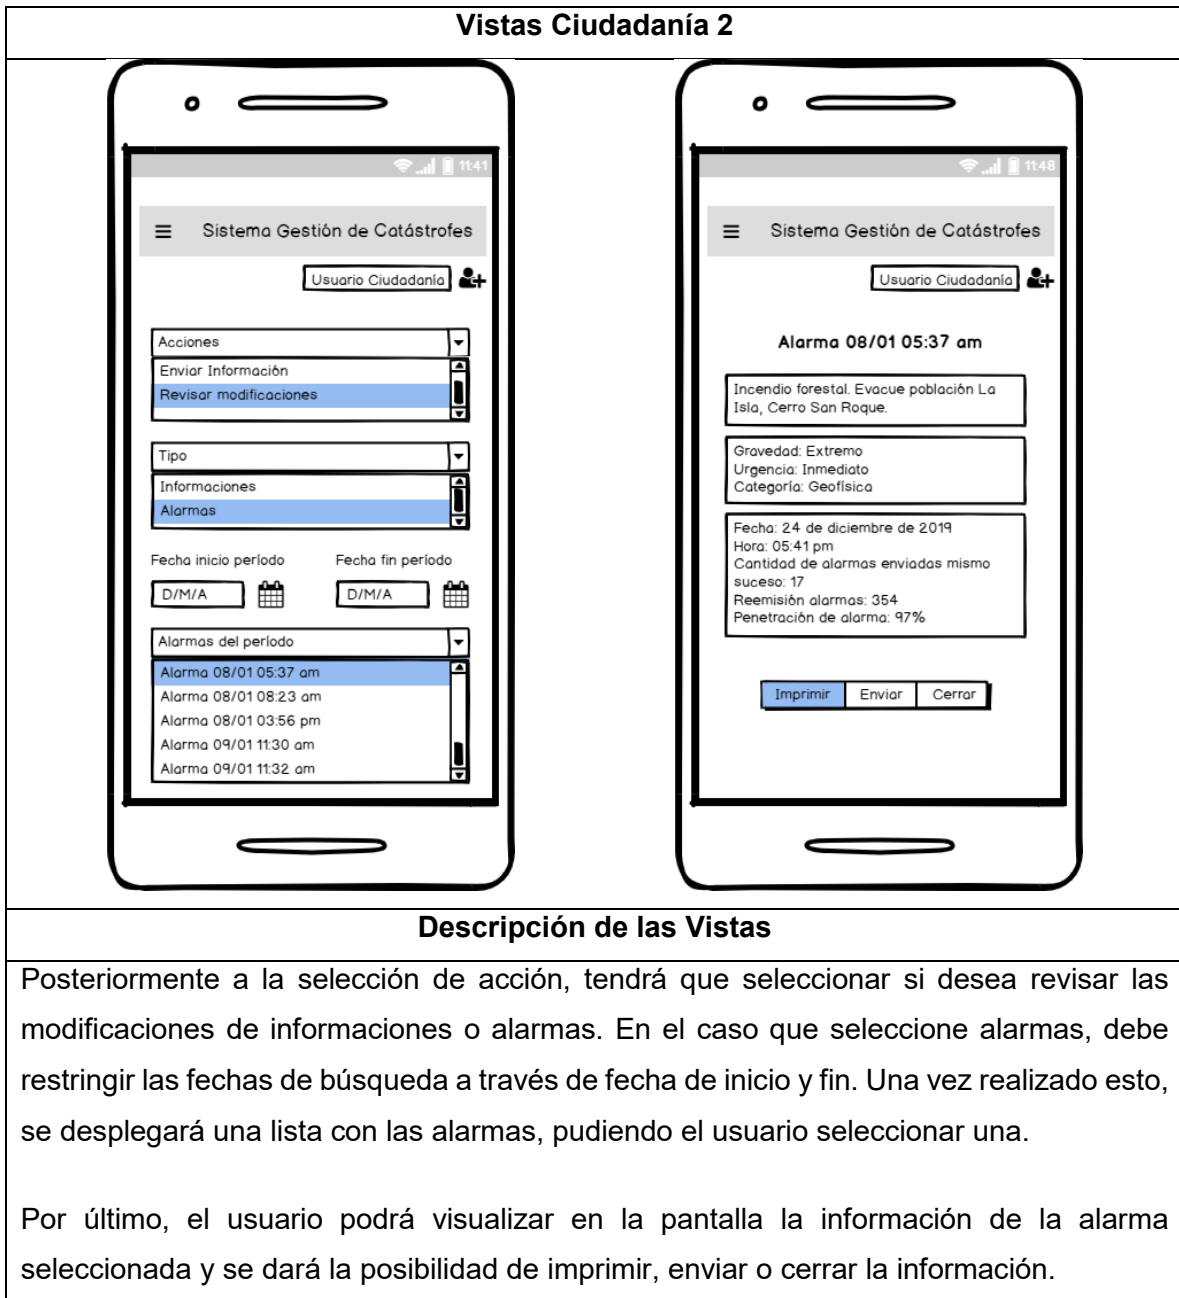 Vistas Ciudadanía 2
11:41
Sistema Gestión de Catástrofes
Usuario Ciudadanía
Acciones
Enviar Información
Revisar modificaciones
Tipo
Informaciones
Alarmas
Fecha inicio período Fecha fin período
D/M/A D/M/A
Alarmas del período
Alarma 08/01 05:37 am
Alarma 08/01 08:23 am
Alarma 08/01 03:56 pm
Alarma 09/01 11:30 am
Alarma 09/01 11:32 am
11:48
Sistema Gestión de Catástrofes
Usuario Ciudadanía
Alarma 08/01 05:37 am
Incendio forestal. Evacue población La
Isla, Cerro San Roque.
Gravedad: Extremo
Urgencia: Inmediato
Categoría: Geofísica
Fecha: 24 de diciembre de 2019
Hora: 05:41 pm
Cantidad de alarmas enviadas mismo
suceso: 17
Reemisión alarmas: 354
Penetración de alarma: 97%
Imprimir Enviar Cerrar
Descripción de las Vistas
Posteriormente a la selección de acción, tendrá que seleccionar si desea revisar las
modificaciones de informaciones o alarmas. En el caso que seleccione alarmas, debe
restringir las fechas de búsqueda a través de fecha de inicio y fin. Una vez realizado esto,
se desplegará una lista con las alarmas, pudiendo el usuario seleccionar una.
Por último, el usuario podrá visualizar en la pantalla la información de la alarma
seleccionada y se dará la posibilidad de imprimir, enviar o cerrar la información.